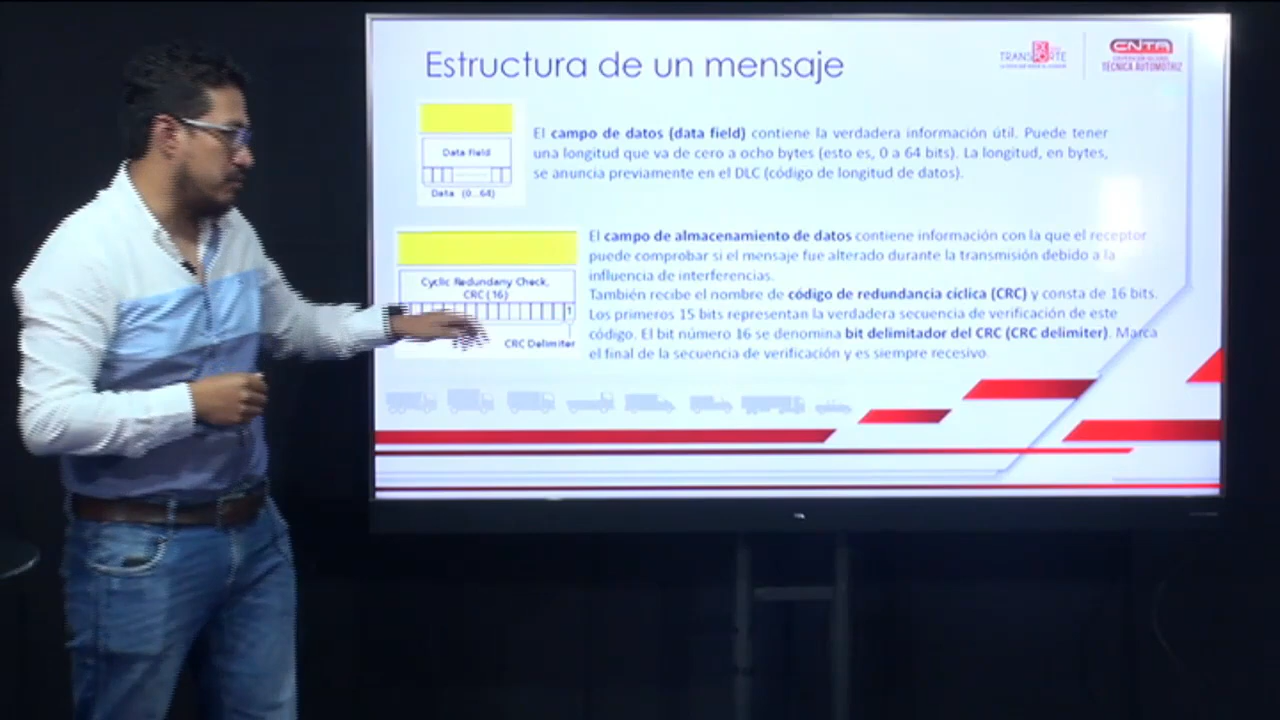 Estructura de un mensaje
TRANSPORTE
CNTA
TÉCNICA AUTOMOTRIZ
Data field
Data (0...64)
El campo de datos (data field) contiene la verdadera información útil. Puede tener
una longitud que va de cero a ocho bytes (esto es, 0 a 64 bits). La longitud, en bytes,
se anuncia previamente en el DLC (código de longitud de datos).
Cyclic Redundany Check,
CRC (16)
1
CRC Delimiter
El campo de almacenamiento de datos contiene información con la que el receptor
puede comprobar si el mensaje fue alterado durante la transmisión debido a la
influencia de interferencias.
También recibe el nombre de código de redundancia cíclica (CRC) y consta de 16 bits.
Los primeros 15 bits representan la verdadera secuencia de verificación de este
código. El bit número 16 se denomina bit delimitador del CRC (CRC delimiter). Marca
el final de la secuencia de verificación y es siempre recesivo.